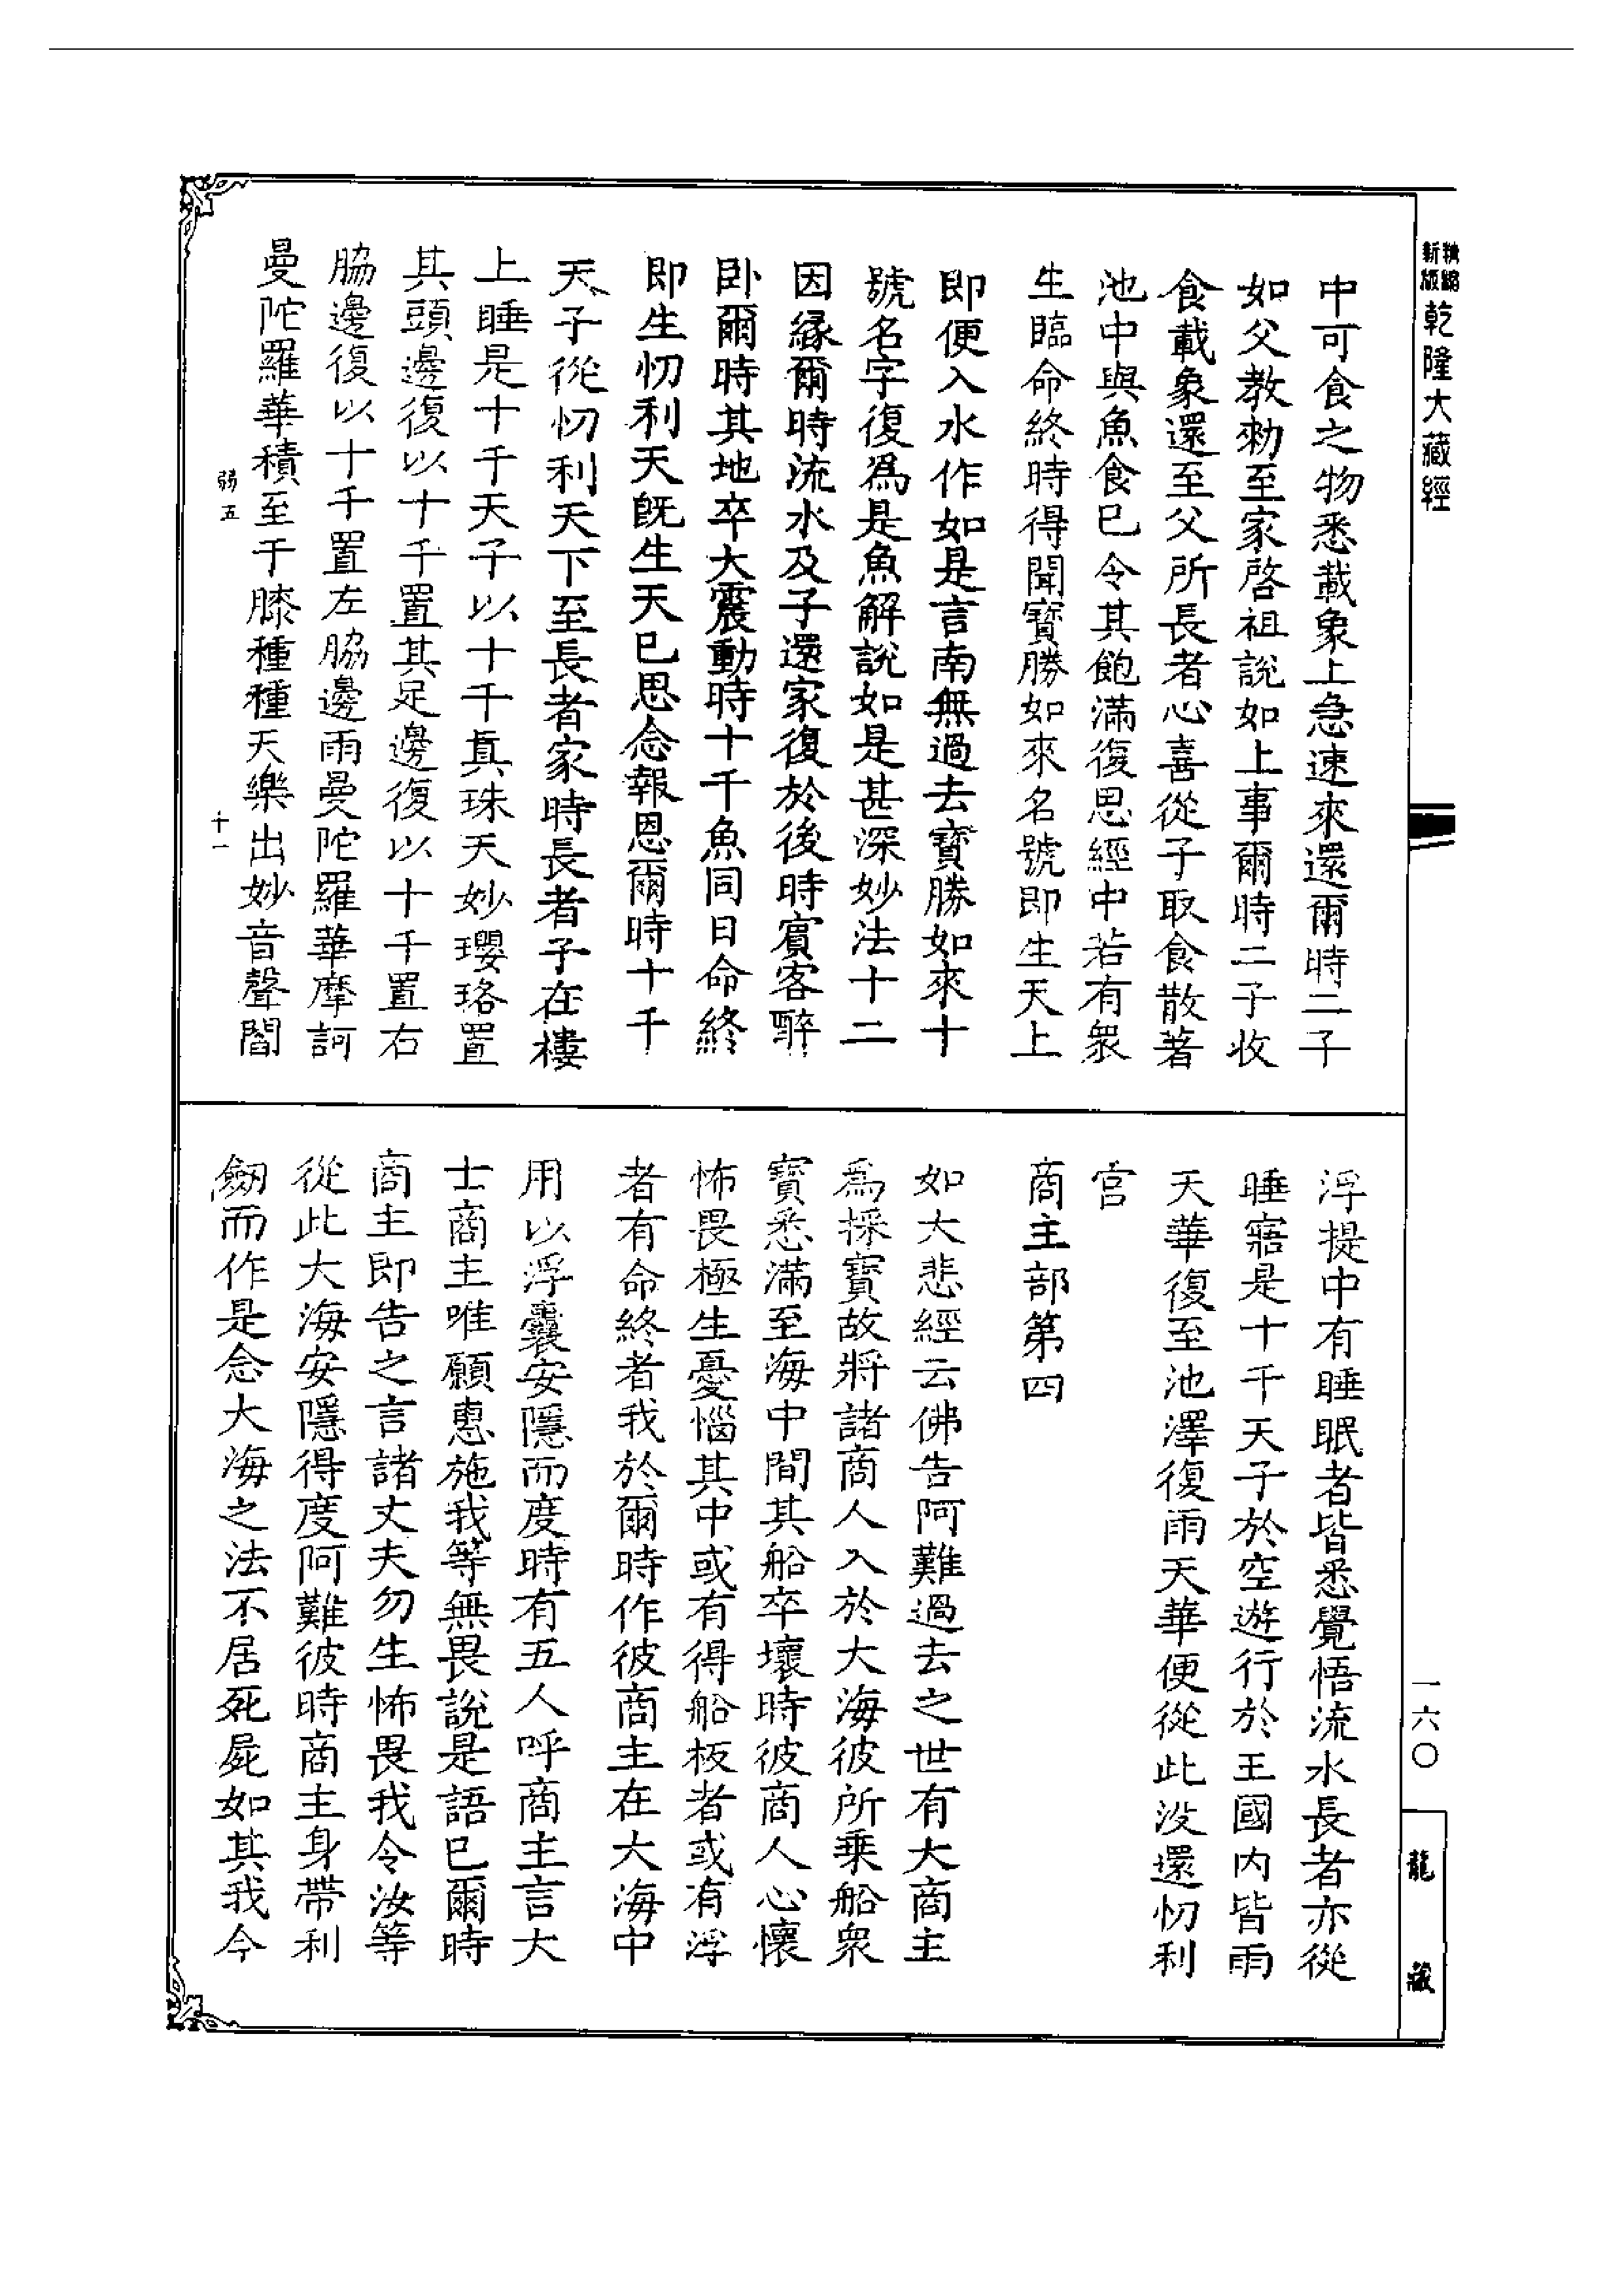 精縮
新版
乾隆大藏經
中可食之物悉載象上急速來還爾時二子
如父教勑至家啓祖說如上事爾時二子收
食載象還至父所長者心喜從子取食散著
池中與魚食已令其飽滿復思經中若有衆
生臨命終時得聞寶勝如來名號即生天上
即便入水作如是言南無過去寶勝如來十
號名字復爲是魚解說如是甚深妙法十二
因緣爾時流水及子還家復於後時賓客醉
卧爾時其地卒大震動時十千魚同日命終
即生忉利天既生天已思念報恩爾時十千
天子從忉利天下至長者家時長者子在樓
上睡是十千天子以十千真珠天妙瓔珞置
其頭邊復以十千置其足邊復以十千置右
脇邊復以十千置左脇邊雨曼陀羅華摩訶
曼陀羅華積至于膝種種天樂出妙音聲閻
弱五
十一
浮提中有睡眠者皆悉覺悟流水長者亦從
睡寤是十千天子於空遊行於王國內皆雨
天華復至池澤復雨天華便從此没還忉利
宮
商主部第四
如大悲經云佛告阿難過去之世有大商主
爲採寶故將諸商人入於大海彼所乗船衆
寶悉滿至海中間其船卒壞時彼商人心懷
怖畏極生憂惱其中或有得船板者或有浮
者有命終者我於爾時作彼商主在大海中
用以浮囊安隱而度時有五人呼商主言大
士商主唯願惠施我等無畏說是語已爾時
商主即告之言諸丈夫勿生怖畏我令汝等
從此大海安隱得度阿難彼時商主身帶利
劒而作是念大海之法不居死屍如其我今
一六〇
龍藏